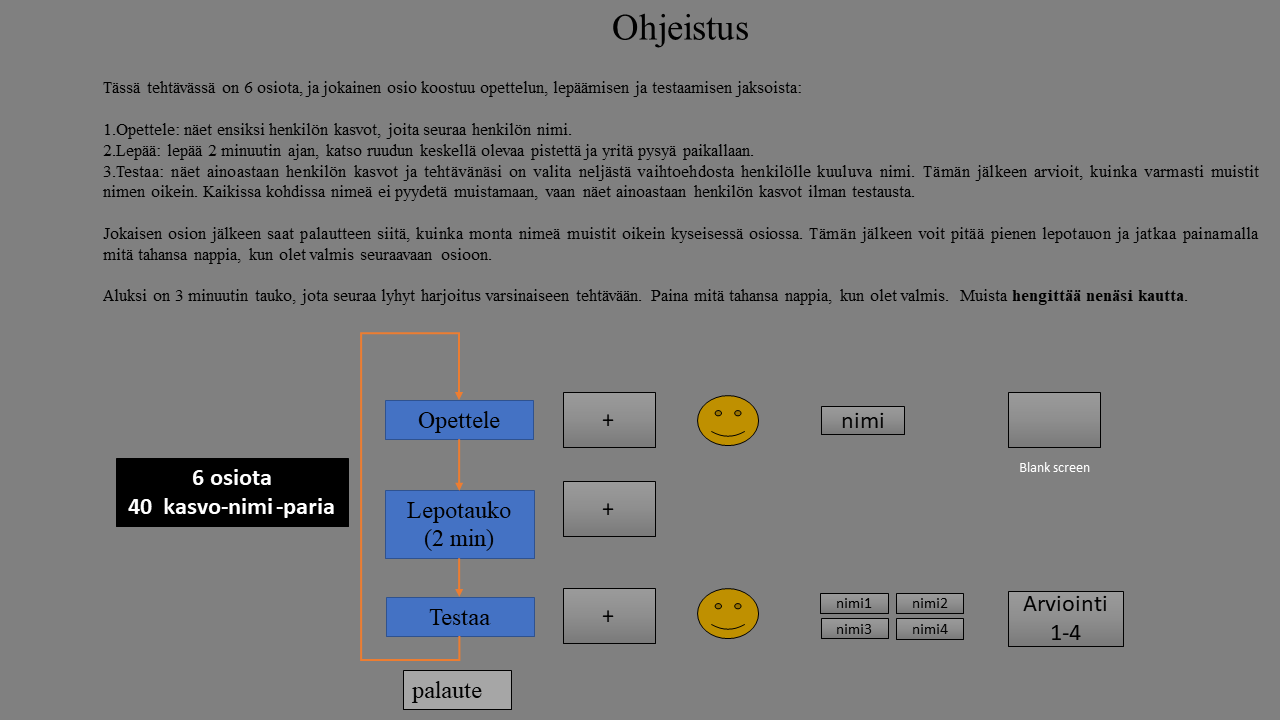 Ohjeistus
Tässä tehtävässä on 6 osiota, ja jokainen osio koostuu opettelun, lepäämisen ja testaamisen jaksoista:
1.Opettele: näet ensiksi henkilön kasvot, joita seuraa henkilön nimi.
2.Lepää: lepää 2 minuutin ajan, katso ruudun keskellä olevaa pistettä ja yritä pysyä paikallaan.
3.Testaa: näet ainoastaan henkilön kasvot ja tehtävänäsi on valita neljästä vaihtoehdosta henkilölle kuuluva nimi. Tämän jälkeen arvioit, kuinka varmasti muistit
nimen oikein. Kaikissa kohdissa nimeä ei pyydetä muistamaan, vaan näet ainoastaan henkilön kasvot ilman testausta.
Jokaisen osion jälkeen saat palautteen siitä, kuinka monta nimeä muistit oikein kyseisessä osiossa. Tämän jälkeen voit pitää pienen lepotauon ja jatkaa painamalla
mitä tahansa nappia, kun olet valmis seuraavaan osioon.
Aluksi on 3 minuutin tauko, jota seuraa lyhyt harjoitus varsinaiseen tehtävään. Paina mitä tahansa nappia, kun olet valmis. Muista hengittää nenäsi kautta.
Opettele
+
nimi
Blank screen
6 osiota
40 kasvo-nimi-paria
Lepotauko
(2 min)
+
Testaa
+
nimi1 nimi2
nimi3 nimi4
Arviointi
1-4
palaute